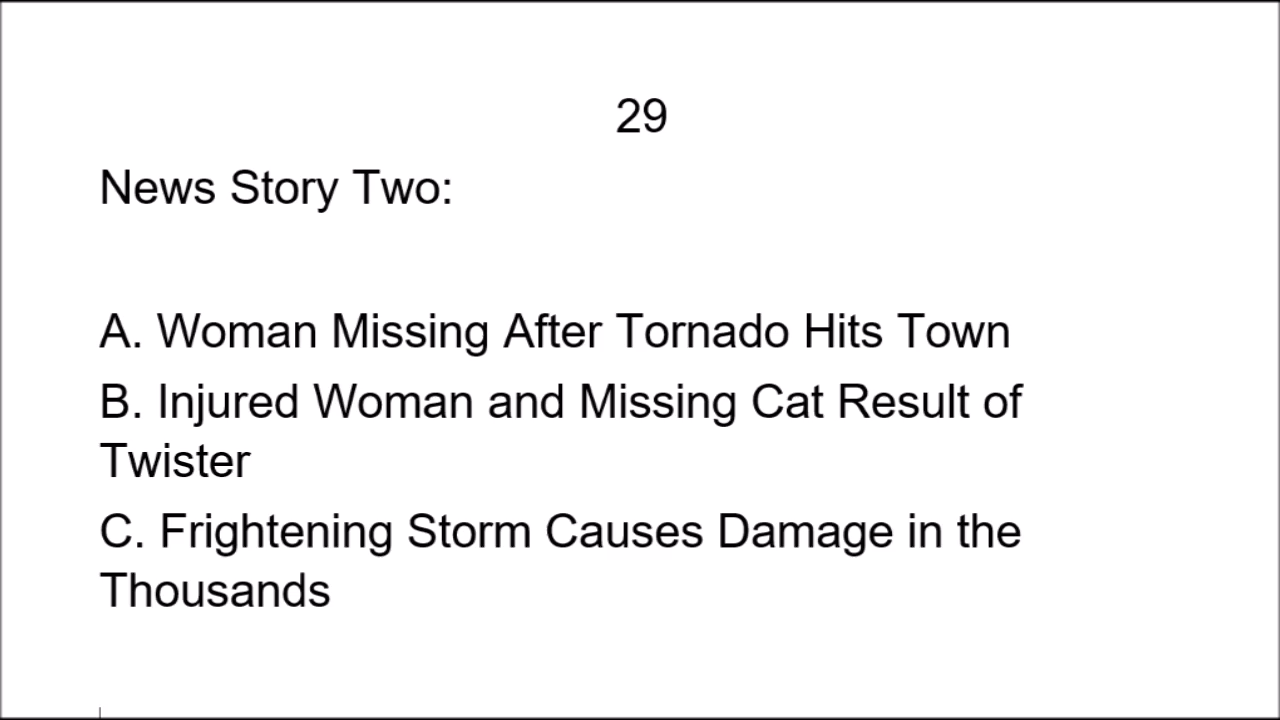 29
News Story Two:
A. Woman Missing After Tornado Hits Town
B. Injured Woman and Missing Cat Result of
Twister
C. Frightening Storm Causes Damage in the
Thousands